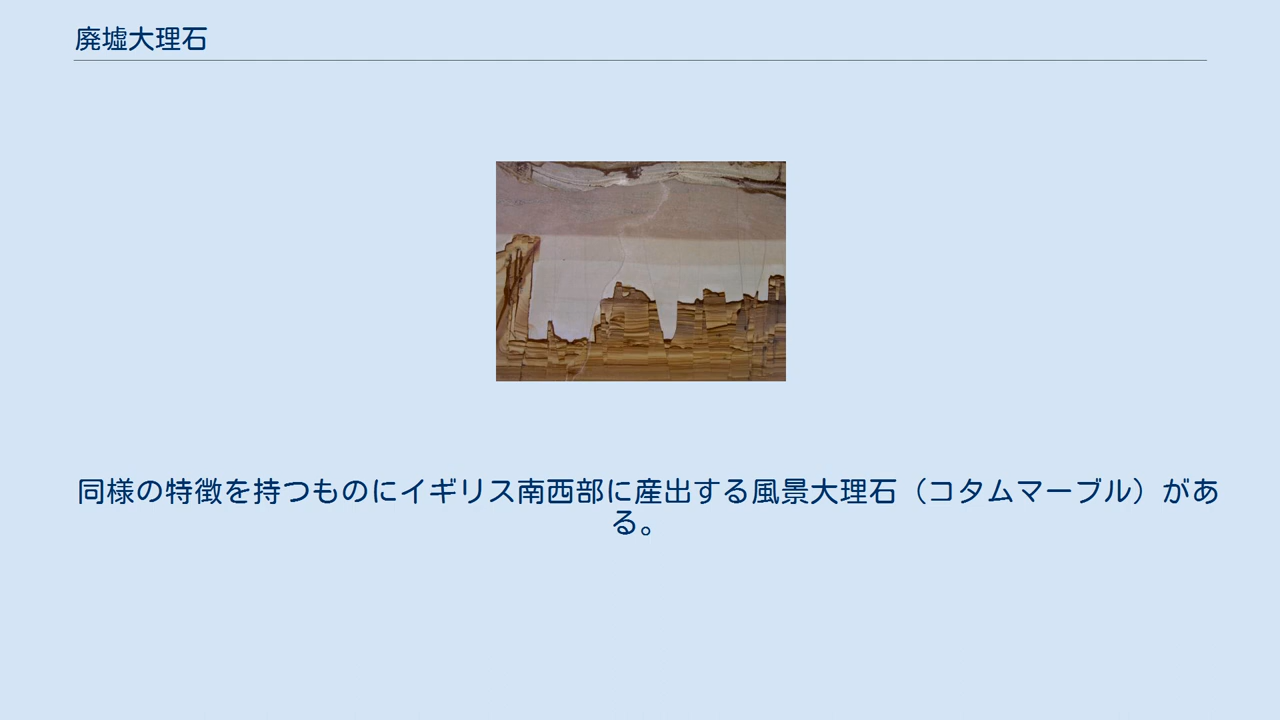 廃墟大理石
同様の特徴を持つものにイギリス南西部に産出する風景大理石（コタムマーブル）があ
る。